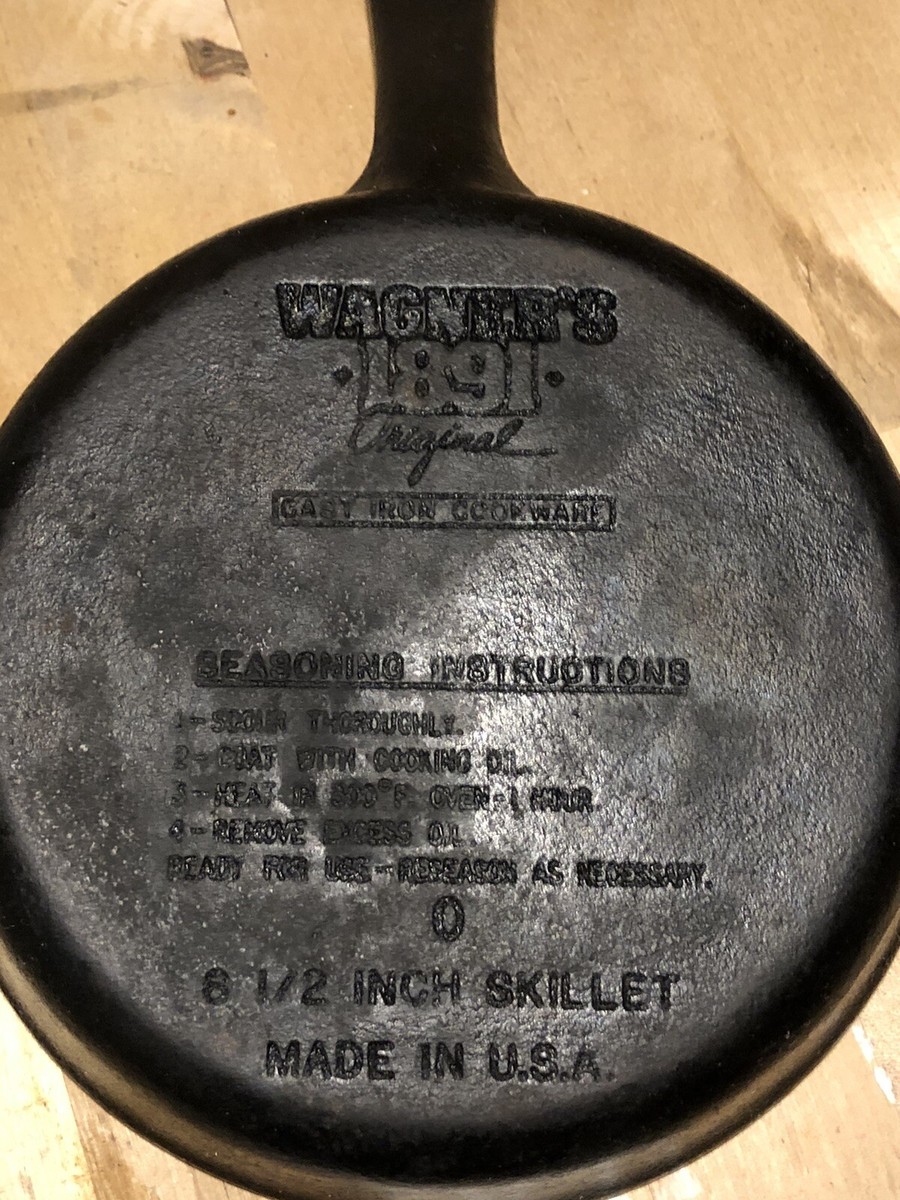 WAGNER'S
· 1891 ·
Original
CAST IRON COOKWARE
SEASONING INSTRUCTIONS
1-SCOUR THOROUGHLY.
2-COAT WITH COOKING OIL.
3-HEAT IN 300°F. OVEN-1 HOUR
4-REMOVE EXCESS OIL
READY FOR USE-RESEASON AS NECESSARY.
0
6 1/2 INCH SKILLET
MADE IN U.S.A.